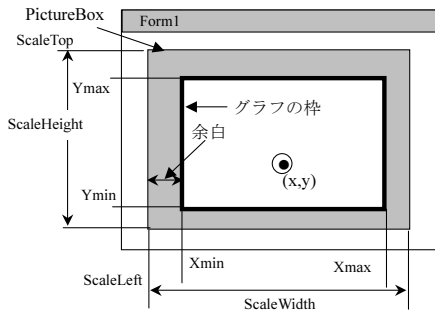 PictureBox
Form1
ScaleTop
Ymax
グラフの枠
ScaleHeight
余白
(x,y)
Ymin
Xmin
Xmax
ScaleLeft
ScaleWidth